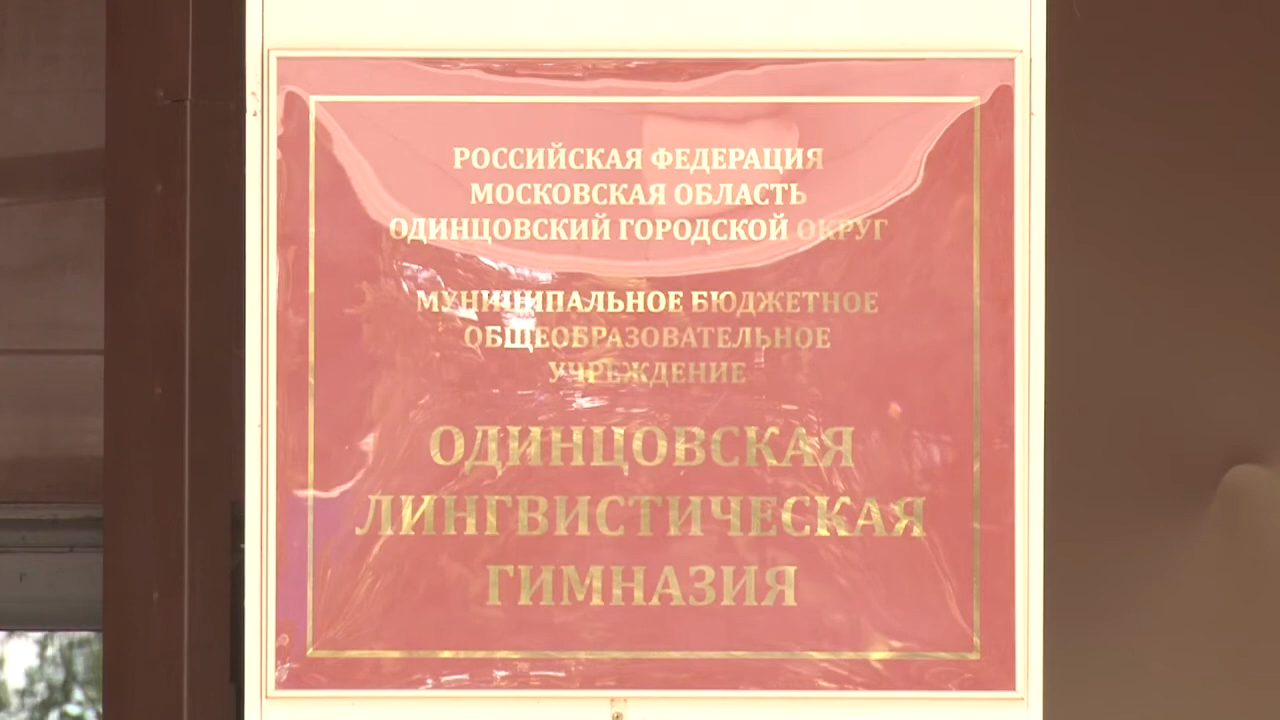 РОССИЙСКАЯ ФЕДЕРАЦИЯ
МОСКОВСКАЯ ОБЛАСТЬ
ОДИНЦОВСКИЙ ГОРОДСКОЙ ОКРУГ
МУНИЦИПАЛЬНОЕ БЮДЖЕТНОЕ
ОБЩЕОБРАЗОВАТЕЛЬНОЕ
УЧРЕЖДЕНИЕ
ОДИНЦОВСКАЯ
ЛИНГВИСТИЧЕСКАЯ
ГИМНАЗИЯ